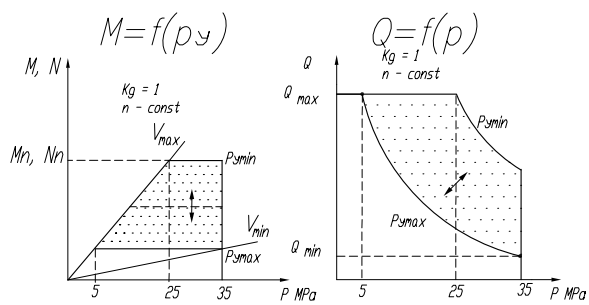 M=f(py)
Q=f(p)
M, N
Kg = 1
n - const
Vmax
Mn, Nn
Pymin
Vmin
Pymax
5
25
35
P MPa
Q
Kg = 1
n - const
Q max
Pymin
Pymax
Q min
5
25
35
P MPa